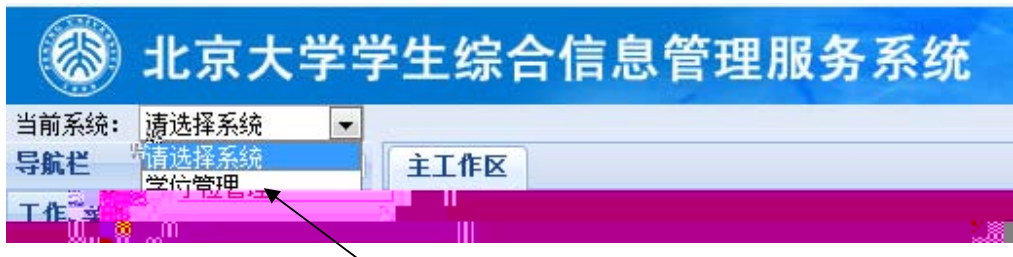 北京大学学生综合信息管理服务系统
当前系统： 请选择系统
导航栏 请选择系统 主工作区
学位管理
工作